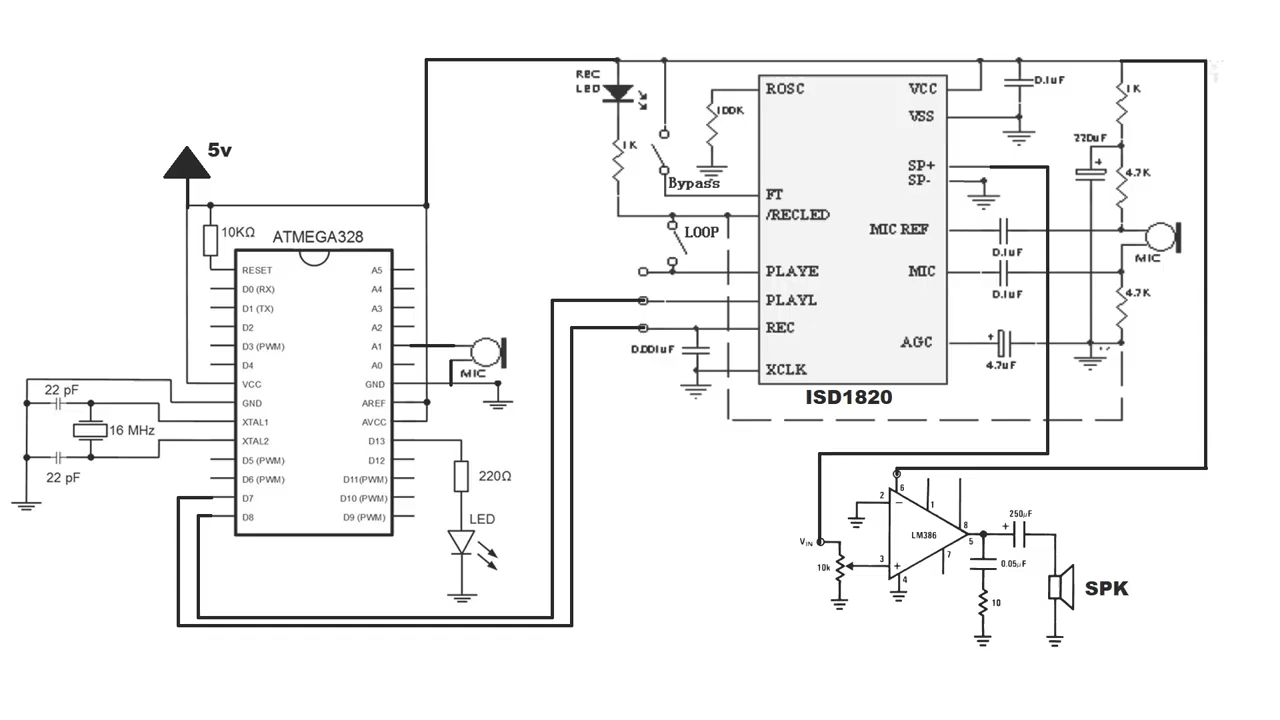 5v
10KΩ
ATMEGA328
RESET
D0 (RX)
D1 (TX)
D2
D3 (PWM)
D4
VCC
GND
XTAL1
XTAL2
D5 (PWM)
D6 (PWM)
D7
D8
A5
A4
A3
A2
A1
A0
GND
AREF
AVCC
D13
D12
D11(PWM)
D10 (PWM)
D9 (PWM)
22 pF
16 MHz
22 pF
MIC
220Ω
LED
REC
LED
1K
Bypass
LOOP
100K
0.001uF
ROSC
FT
/RECLED
PLAYE
PLAYL
REC
XCLK
VCC
VSS
SP+
SP-
MIC REF
MIC
AGC
ISD1820
0.1uF
1K
220uF
+
4.7K
0.1uF
0.1uF
MIC
4.7K
+
4.7uF
VIN
10k
2
6
1
8
LM386
5
7
3
4
−
+
+
250µF
0.05µF
10
SPK